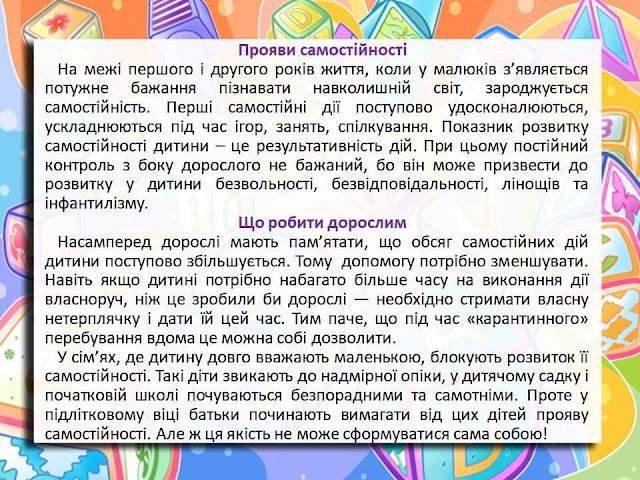 Прояви самостійності
На межі першого і другого років життя, коли у малюків з’являється
потужне бажання пізнавати навколишній світ, зароджується
самостійність. Перші самостійні дії поступово удосконалюються,
ускладнюються під час ігор, занять, спілкування. Показник розвитку
самостійності дитини – це результативність дій. При цьому постійний
контроль з боку дорослого не бажаний, бо він може призвести до
розвитку у дитини безвольності, безвідповідальності, лінощів та
інфантилізму.
Що робити дорослим
Насамперед дорослі мають пам’ятати, що обсяг самостійних дій
дитини поступово збільшується. Тому допомогу потрібно зменшувати.
Навіть якщо дитині потрібно набагато більше часу на виконання дії
власноруч, ніж це зробили би дорослі — необхідно стримати власну
нетерплячку і дати їй цей час. Тим паче, що під час «карантинного»
перебування вдома це можна собі дозволити.
У сім’ях, де дитину довго вважають маленькою, блокують розвиток її
самостійності. Такі діти звикають до надмірної опіки, у дитячому садку і
початковій школі почуваються безпорадними та самотніми. Проте у
підлітковому віці батьки починають вимагати від цих дітей прояву
самостійності. Але ж ця якість не може сформуватися сама собою!